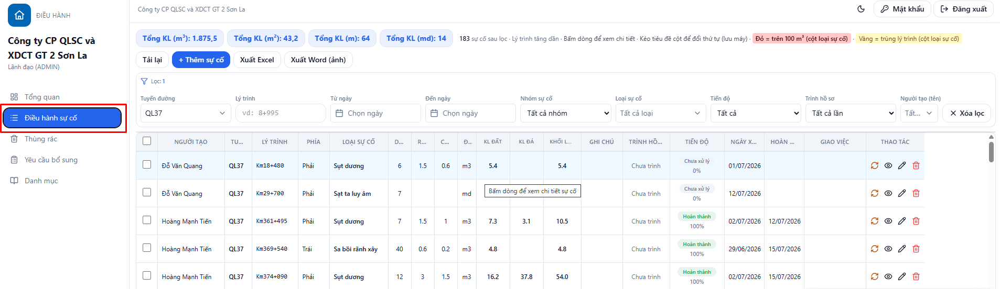 ĐIỀU HÀNH
Công ty CP QLSC và
XDCT GT 2 Sơn La
Lãnh đạo (ADMIN)
Tổng quan
Điều hành sự cố
Thùng rác
Yêu cầu bổ sung
Danh mục
Công ty CP QLSC và XDCT GT 2 Sơn La
Mật khẩu
Đăng xuất
Tổng KL (m³): 1.875,5
Tổng KL (m²): 43,2
Tổng KL (m): 64
Tổng KL (md): 14
183 sự cố sau lọc · Lý trình tăng dần · Bấm dòng để xem chi tiết · Kéo tiêu đề cột để đổi thứ tự (lưu máy) · Đỏ = trên 100 m³ (cột loại sự cố) · Vàng = trùng lý trình (cột loại sự cố)
Tải lại
+ Thêm sự cố
Xuất Excel
Xuất Word (ảnh)
Lọc: 1
Tuyến đường Lý trình Từ ngày Đến ngày Nhóm sự cố Loại sự cố Tiến độ Trình hồ sơ Người tạo (tên)
QL37 vd: 8+995 Chọn ngày Chọn ngày Tất cả nhóm Tất cả loại Tất cả Tất cả lần Tất... Xóa lọc
NGƯỜI TẠO TU... LÝ TRÌNH PHÍA LOẠI SỰ CỐ D... R... C... Đ... KL ĐẤT KL ĐÁ KHỐI L... GHI CHÚ TRÌNH HỒ... TIẾN ĐỘ NGÀY X... HOÀN ... GIAO VIỆC THAO TÁC
Đỗ Văn Quang QL37 Km18+480 Phải Sụt dương 6 1.5 0.6 m3 5.4 5.4 Chưa trình Chưa xử lý 0% 01/07/2026
Đỗ Văn Quang QL37 Km29+700 Phải Sạt ta luy âm 7 md Chưa trình Chưa xử lý 0% 12/07/2026
Bấm dòng để xem chi tiết sự cố
Hoàng Mạnh Tiến QL37 Km361+495 Phải Sụt dương 7 1.5 1 m3 7.3 3.1 10.5 Chưa trình Hoàn thành 100% 02/07/2026 12/07/2026
Hoàng Mạnh Tiến QL37 Km369+540 Trái Sa bồi rãnh xây 40 0.6 0.2 m3 4.8 4.8 Chưa trình Hoàn thành 100% 29/06/2026 15/07/2026
Hoàng Mạnh Tiến QL37 Km374+090 Phải Sụt dương 12 3 1.5 m3 16.2 37.8 54.0 Chưa trình Hoàn thành 100% 02/07/2026 15/07/2026